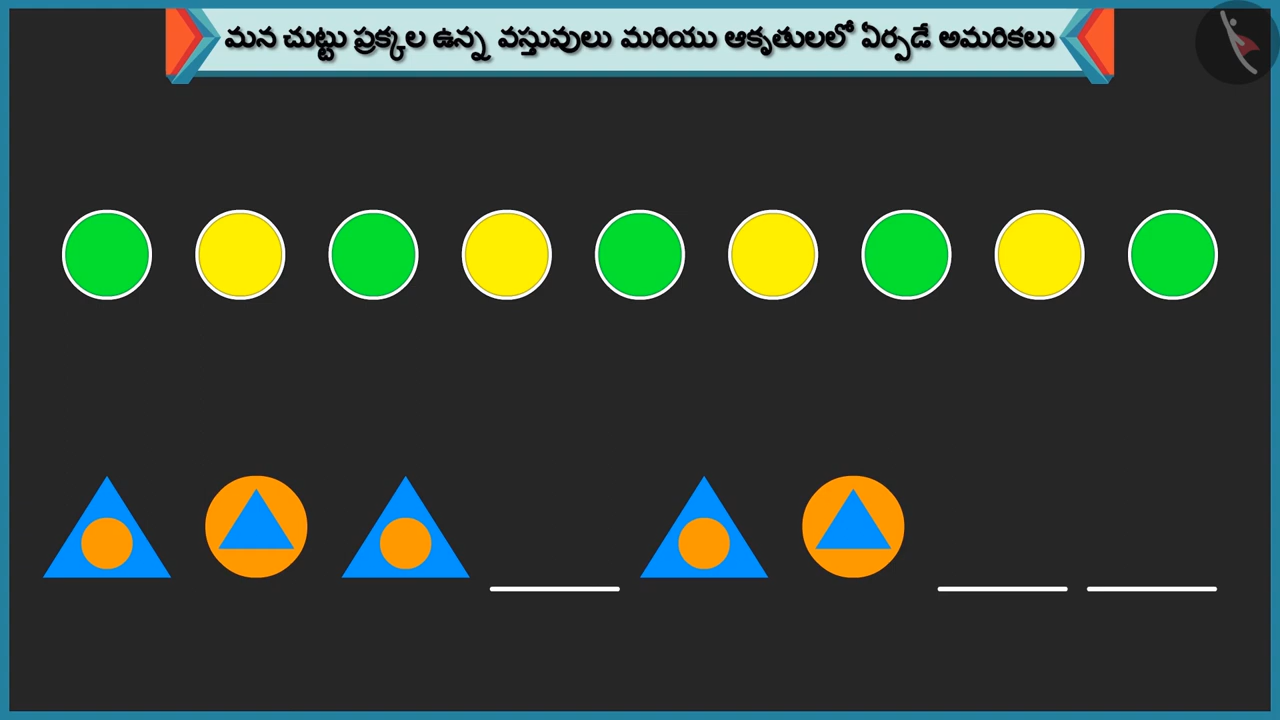 మన చుట్టు ప్రక్కల ఉన్న వస్తువులు మరియు ఆకృతులలో ఏర్పడే అమరికలు